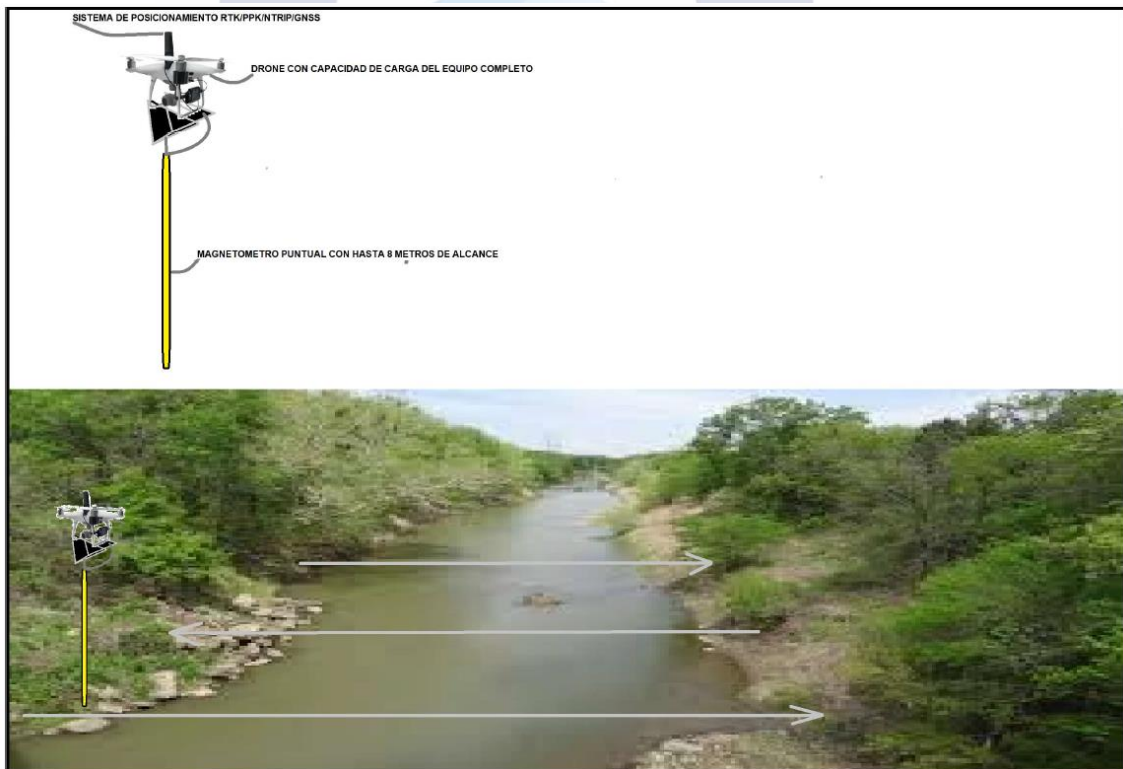 SISTEMA DE POSICIONAMIENTO RTK/PPK/NTRIP/GNSS
DRONE CON CAPACIDAD DE CARGA DEL EQUIPO COMPLETO
MAGNETOMETRO PUNTUAL CON HASTA 8 METROS DE ALCANCE